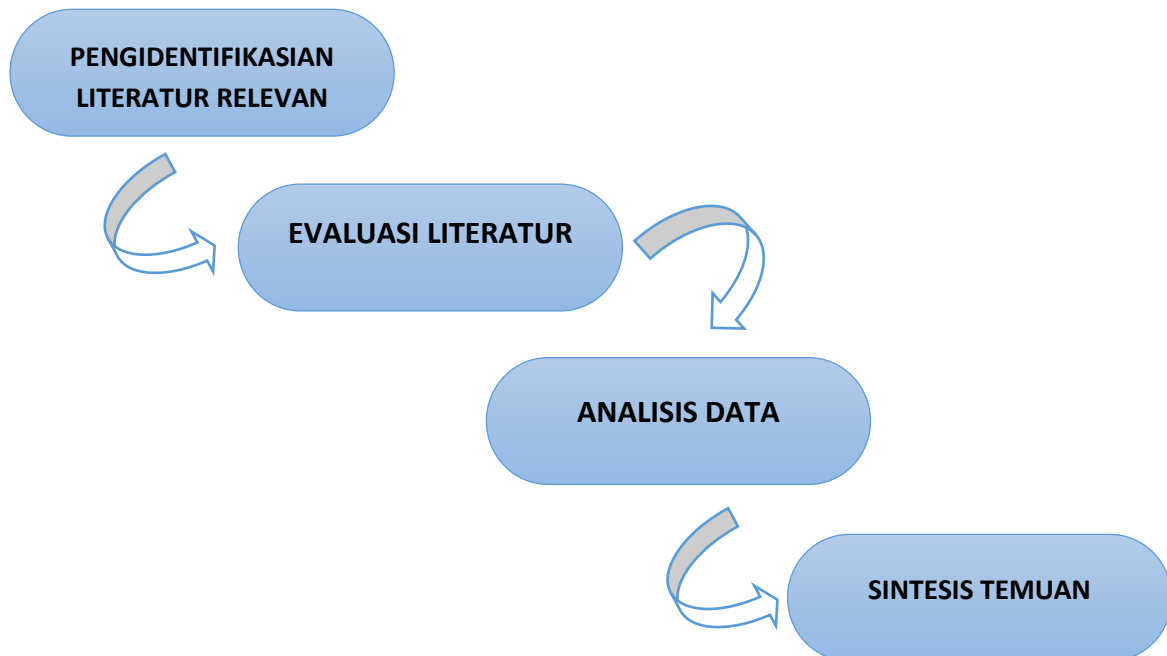 PENGIDENTIFIKASIAN
LITERATUR RELEVAN
EVALUASI LITERATUR
ANALISIS DATA
SINTESIS TEMUAN